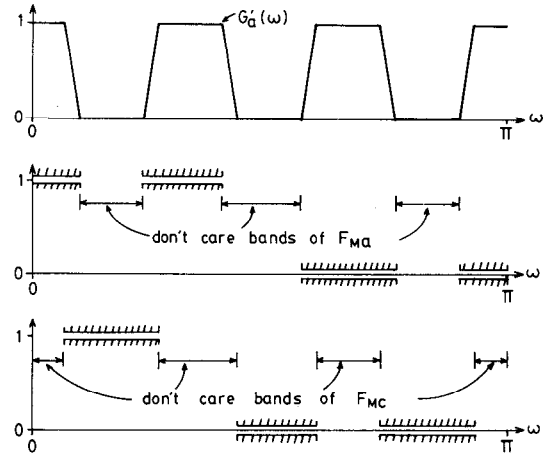 1
G'a(ω)
0
0
π
ω
1
don't care bands of FMa
0
0
π
ω
1
don't care bands of FMc
0
0
π
ω